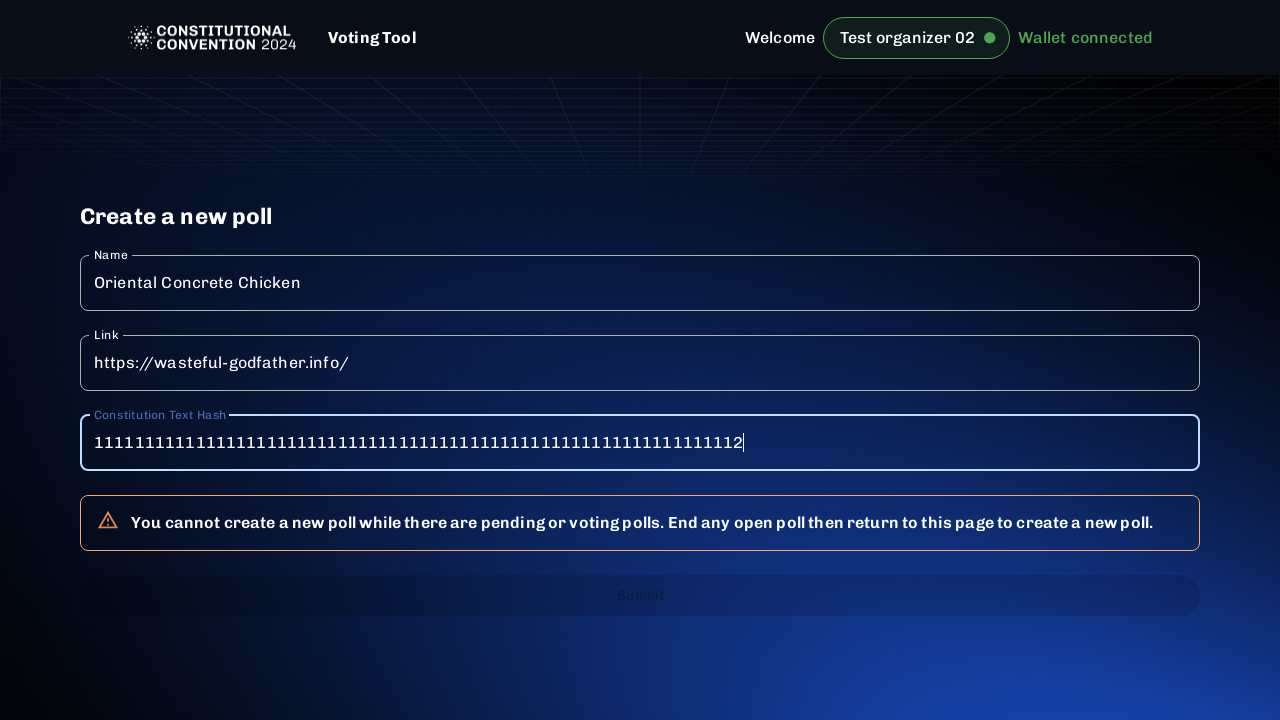 CONSTITUTIONAL
CONVENTION 2024
Voting Tool
Welcome
Test organizer 02
Wallet connected
Create a new poll
Name
Oriental Concrete Chicken
Link
https://wasteful-godfather.info/
Constitution Text Hash
1111111111111111111111111111111111111111111111111111111111111112
You cannot create a new poll while there are pending or voting polls. End any open poll then return to this page to create a new poll.
Submit